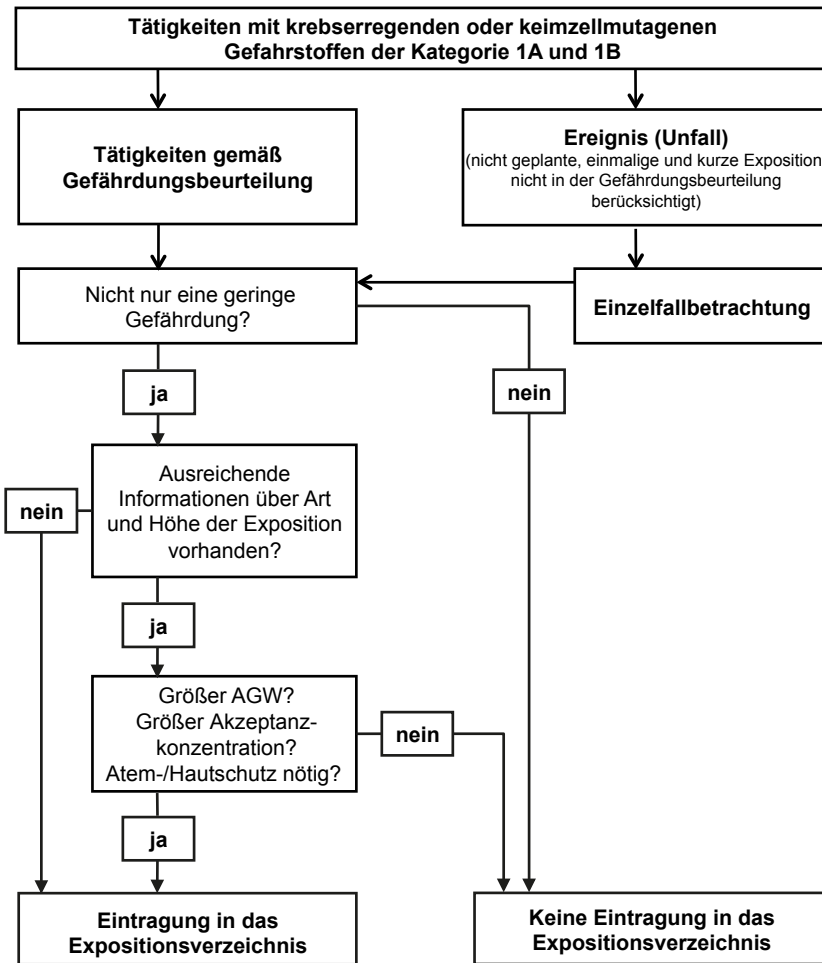 Tätigkeiten mit krebserregenden oder keimzellmutagenen
Gefahrstoffen der Kategorie 1A und 1B
Tätigkeiten gemäß
Gefährdungsbeurteilung
Ereignis (Unfall)
(nicht geplante, einmalige und kurze Exposition
nicht in der Gefährdungsbeurteilung
berücksichtigt)
Nicht nur eine geringe
Gefährdung?
Einzelfallbetrachtung
ja
nein
Ausreichende
Informationen über Art
und Höhe der Exposition
vorhanden?
nein
ja
Größer AGW?
Größer Akzeptanz-
konzentration?
Atem-/Hautschutz nötig?
nein
ja
Eintragung in das
Expositionsverzeichnis
Keine Eintragung in das
Expositionsverzeichnis